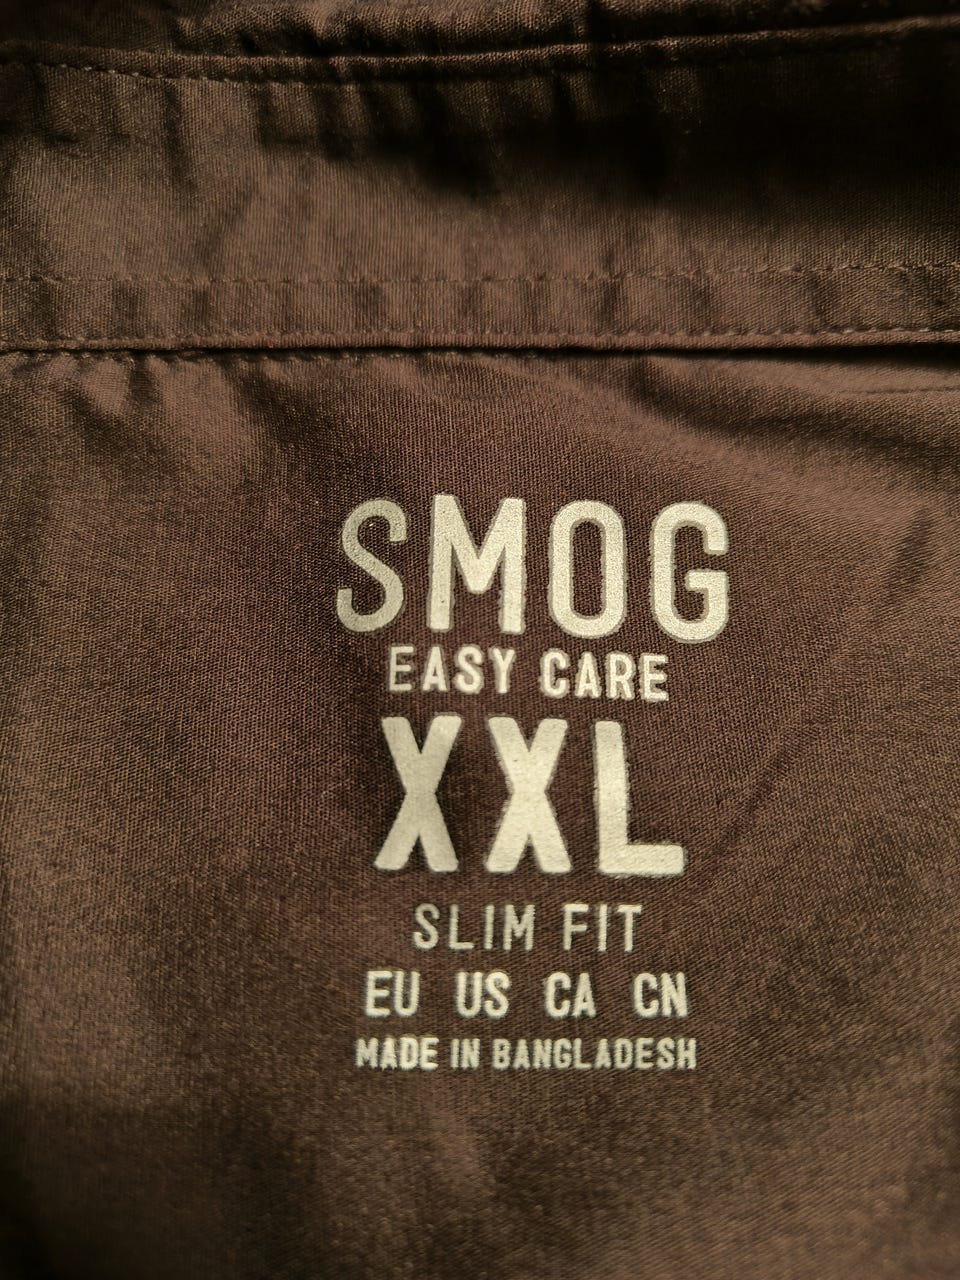 SMOG
EASY CARE
XXL
SLIM FIT
EU US CA CN
MADE IN BANGLADESH